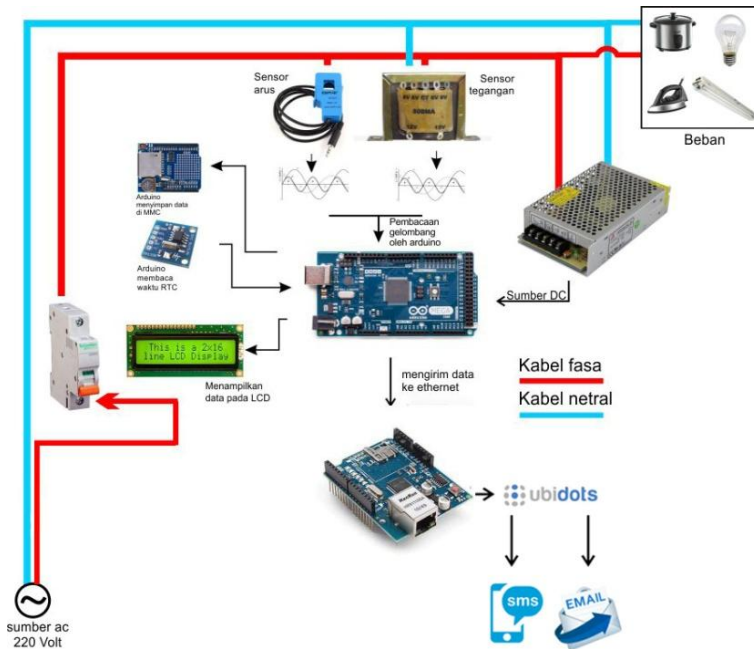 Sensor
arus
Sensor
tegangan
Beban
Arduino
menyimpan data
di MMC
Arduino
membaca
waktu RTC
Pembacaan
gelombang
oleh arduino
Sumber DC
This is a 2x16
line LCD Display
Menampilkan
data pada LCD
mengirim data
ke ethernet
Kabel fasa
Kabel netral
ubidots
sms
EMAIL
sumber ac
220 Volt